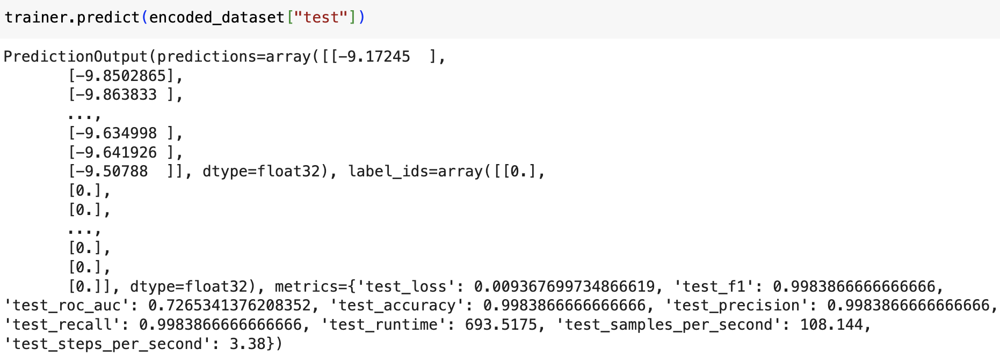 trainer.predict(encoded_dataset["test"])
PredictionOutput(predictions=array([[-9.17245  ],
       [-9.8502865],
       [-9.863833 ],
       ...,
       [-9.634998 ],
       [-9.641926 ],
       [-9.50788  ]], dtype=float32), label_ids=array([[0.],
       [0.],
       [0.],
       ...,
       [0.],
       [0.],
       [0.]], dtype=float32), metrics={'test_loss': 0.009367699734866619, 'test_f1': 0.9983866666666666,
'test_roc_auc': 0.7265341376208352, 'test_accuracy': 0.9983866666666666, 'test_precision': 0.9983866666666666,
'test_recall': 0.9983866666666666, 'test_runtime': 693.5175, 'test_samples_per_second': 108.144,
'test_steps_per_second': 3.38})